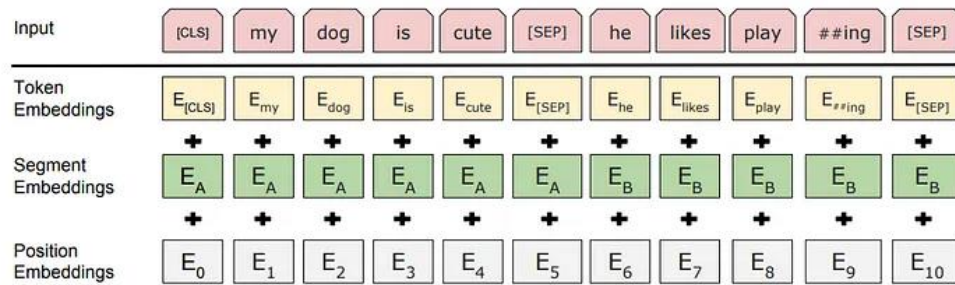 Input [CLS] my dog is cute [SEP] he likes play ##ing [SEP]
Token Embeddings E[CLS] Emy Edog Eis Ecute E[SEP] Ehe Elikes Eplay E##ing E[SEP]
+ + + + + + + + + + +
Segment Embeddings EA EA EA EA EA EA EB EB EB EB EB
+ + + + + + + + + + +
Position Embeddings E0 E1 E2 E3 E4 E5 E6 E7 E8 E9 E10